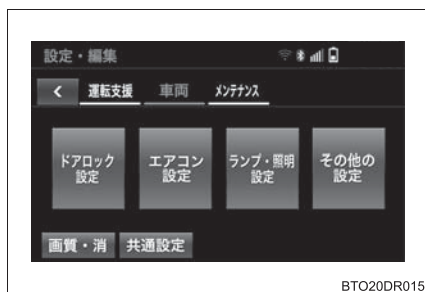 設定・編集
運転支援 車両 メンテナンス
ドアロック設定 エアコン設定 ランプ・照明設定 その他の設定
画質・消 共通設定
BTO20DR015